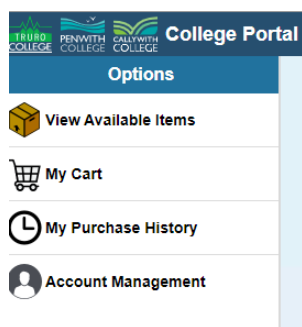 TRURO COLLEGE PENWITH COLLEGE CALLYWITH COLLEGE College Portal
Options
View Available Items
My Cart
My Purchase History
Account Management